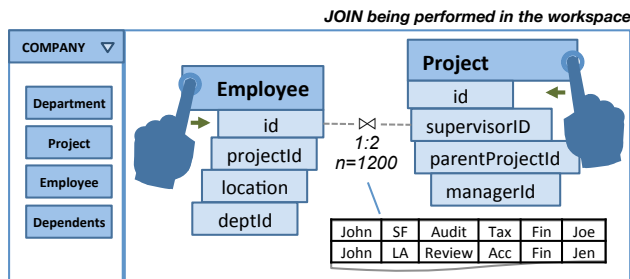 JOIN being performed in the workspace
COMPANY
Department
Project
Employee
Dependents
Employee
id
projectId
location
deptId
⋈
1:2
n=1200
Project
id
supervisorID
parentProjectId
managerId
John SF Audit Tax Fin Joe
John LA Review Acc Fin Jen